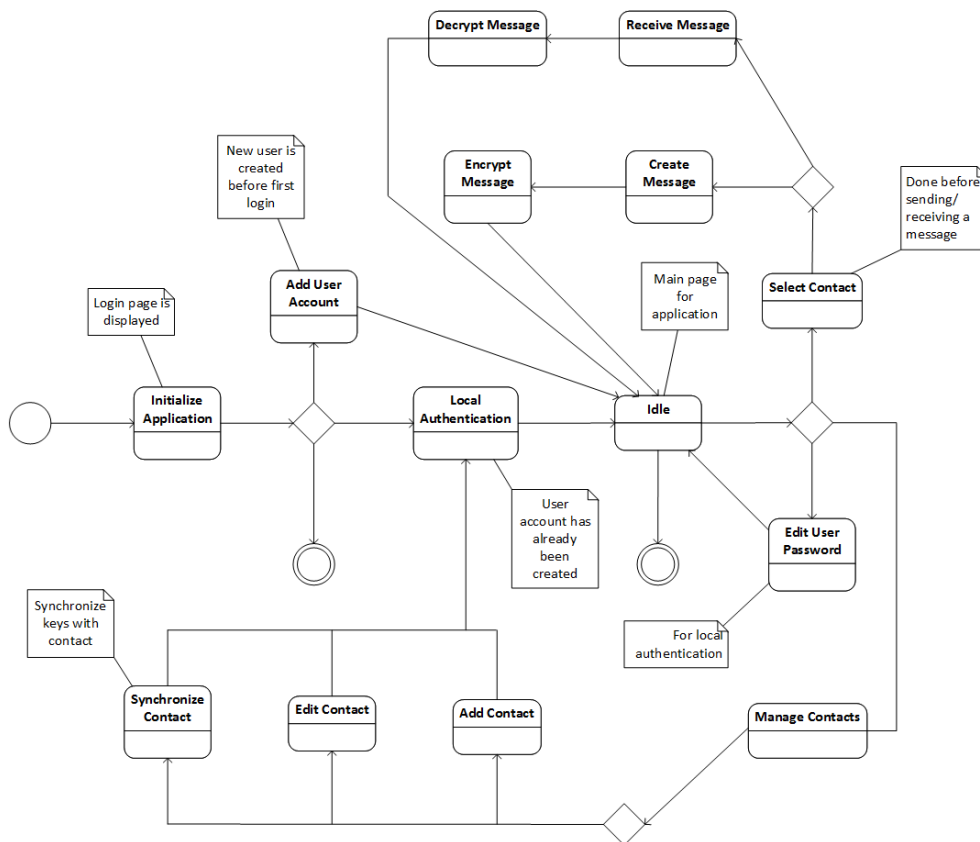 Decrypt Message
Receive Message
New user is
created
before first
login
Encrypt
Message
Create
Message
Done before
sending/
receiving a
message
Add User
Account
Main page
for
application
Select Contact
Login page is
displayed
Initialize
Application
Local
Authentication
Idle
User
account has
already
been
created
Edit User
Password
Synchronize
keys with
contact
For local
authentication
Synchronize
Contact
Edit Contact
Add Contact
Manage Contacts